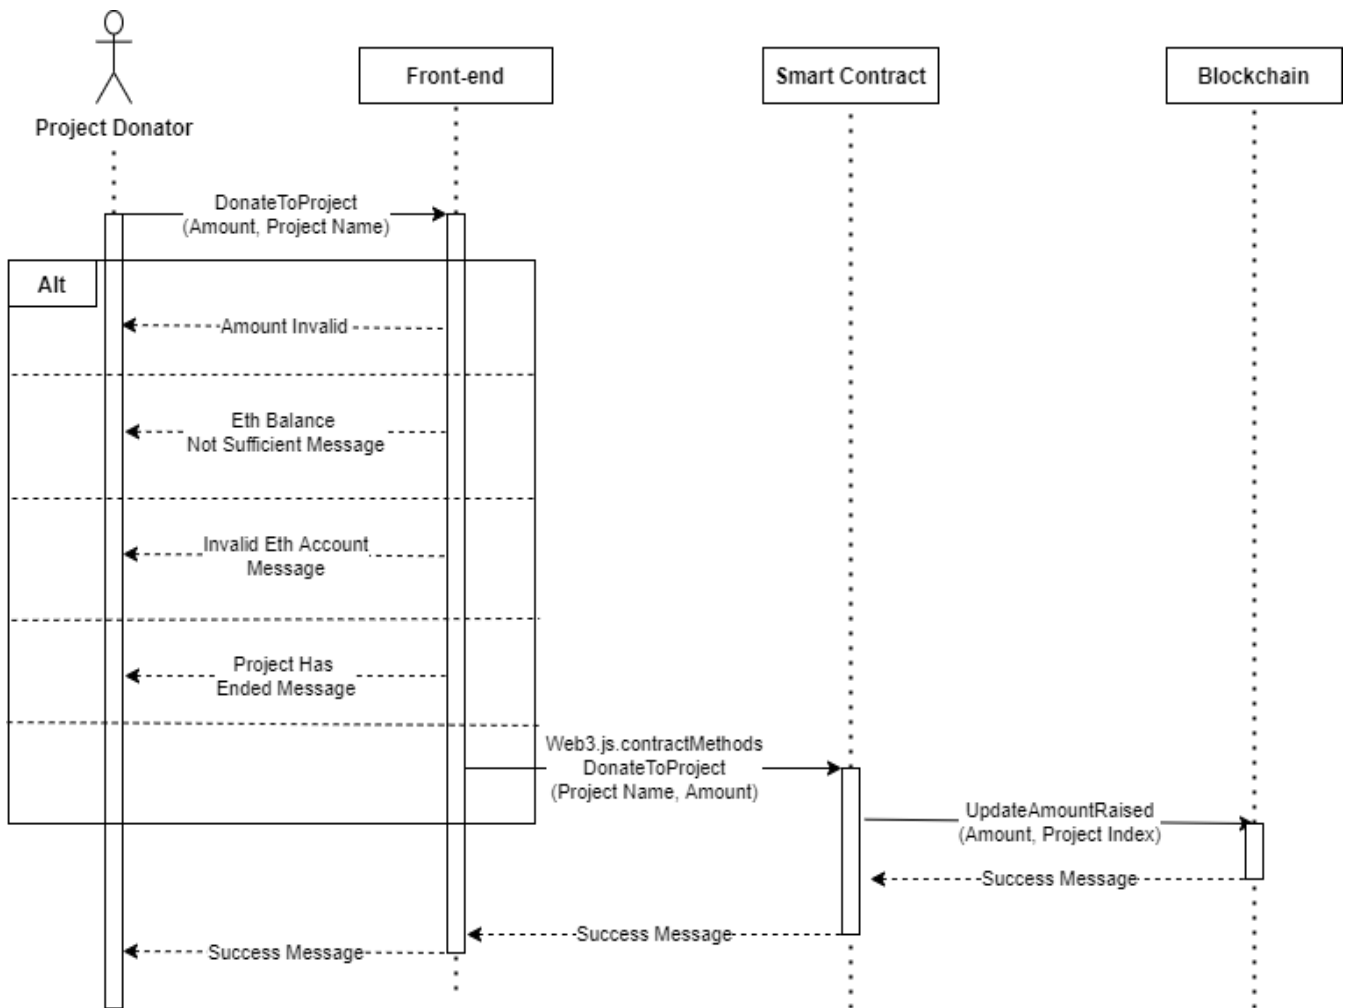 Front-end
Smart Contract
Blockchain
Project Donator
DonateToProject
(Amount, Project Name)
Alt
Amount Invalid
Eth Balance
Not Sufficient Message
Invalid Eth Account
Message
Project Has
Ended Message
Web3.js.contractMethods
DonateToProject
(Project Name, Amount)
UpdateAmountRaised
(Amount, Project Index)
Success Message
Success Message
Success Message